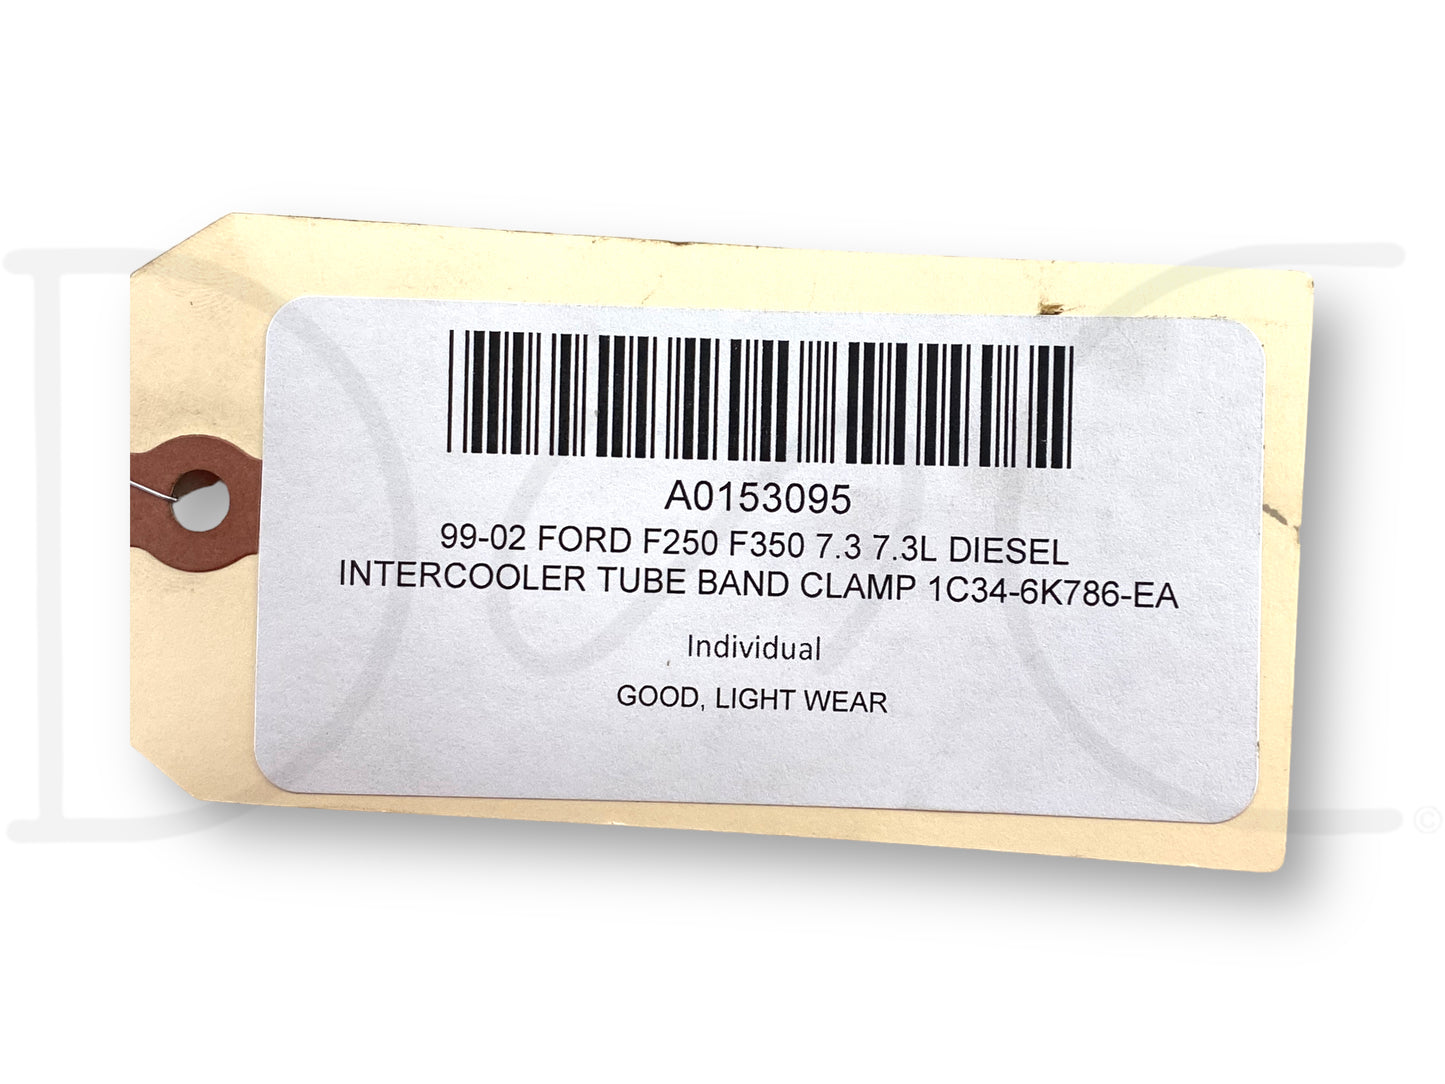 A0153095
99-02 FORD F250 F350 7.3 7.3L DIESEL
INTERCOOLER TUBE BAND CLAMP 1C34-6K786-EA
Individual
GOOD, LIGHT WEAR
D C ©